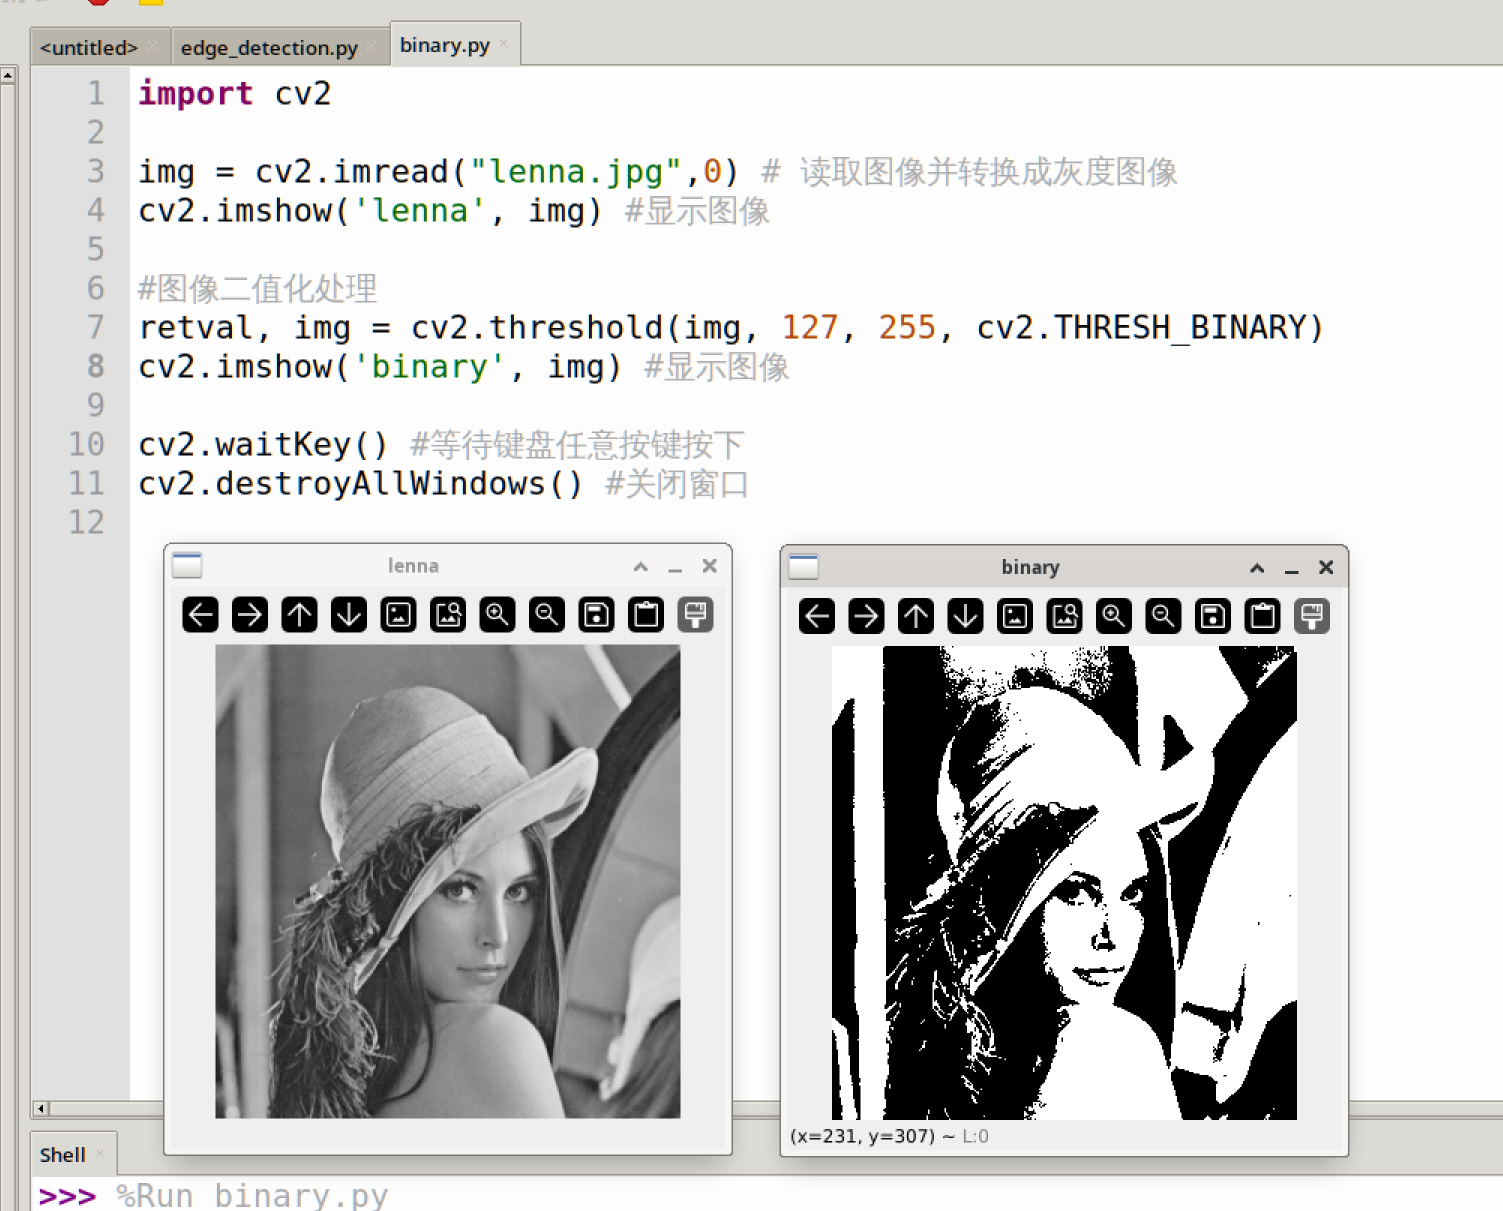 <untitled>
edge_detection.py
binary.py
1 import cv2
2
3 img = cv2.imread("lenna.jpg",0) # 读取图像并转换成灰度图像
4 cv2.imshow('lenna', img) #显示图像
5
6 #图像二值化处理
7 retval, img = cv2.threshold(img, 127, 255, cv2.THRESH_BINARY)
8 cv2.imshow('binary', img) #显示图像
9
10 cv2.waitKey() #等待键盘任意按键按下
11 cv2.destroyAllWindows() #关闭窗口
12
lenna
binary
(x=231, y=307) ~ L:0
Shell
>>> %Run binary.py